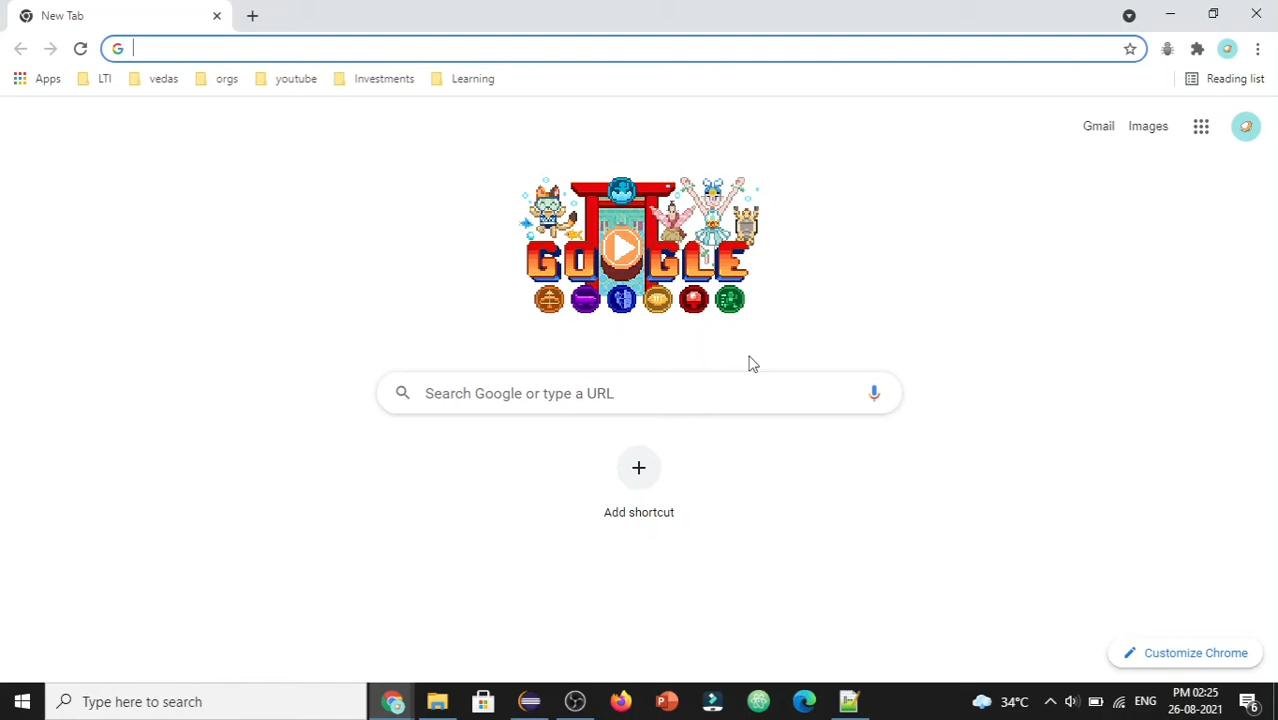 New Tab
Apps LTI vedas orgs youtube Investments Learning Reading list
Gmail Images
GOOGLE
Search Google or type a URL
Add shortcut
Customize Chrome
Type here to search
34°C ENG PM 02:25
26-08-2021 6